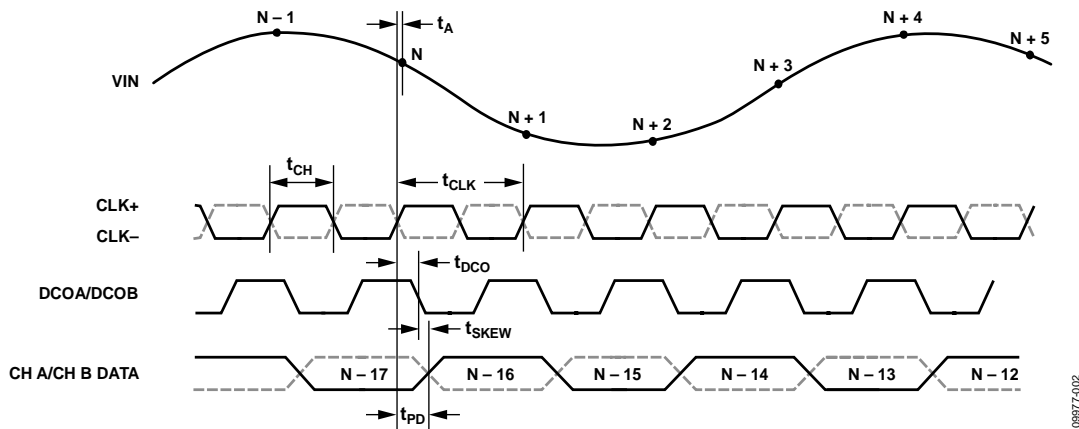 N – 1
tA
N
N + 1
N + 2
N + 3
N + 4
N + 5
VIN
tCH
tCLK
CLK+
CLK–
tDCO
DCOA/DCOB
tSKEW
CH A/CH B DATA
N – 17
N – 16
N – 15
N – 14
N – 13
N – 12
tPD
09977-002